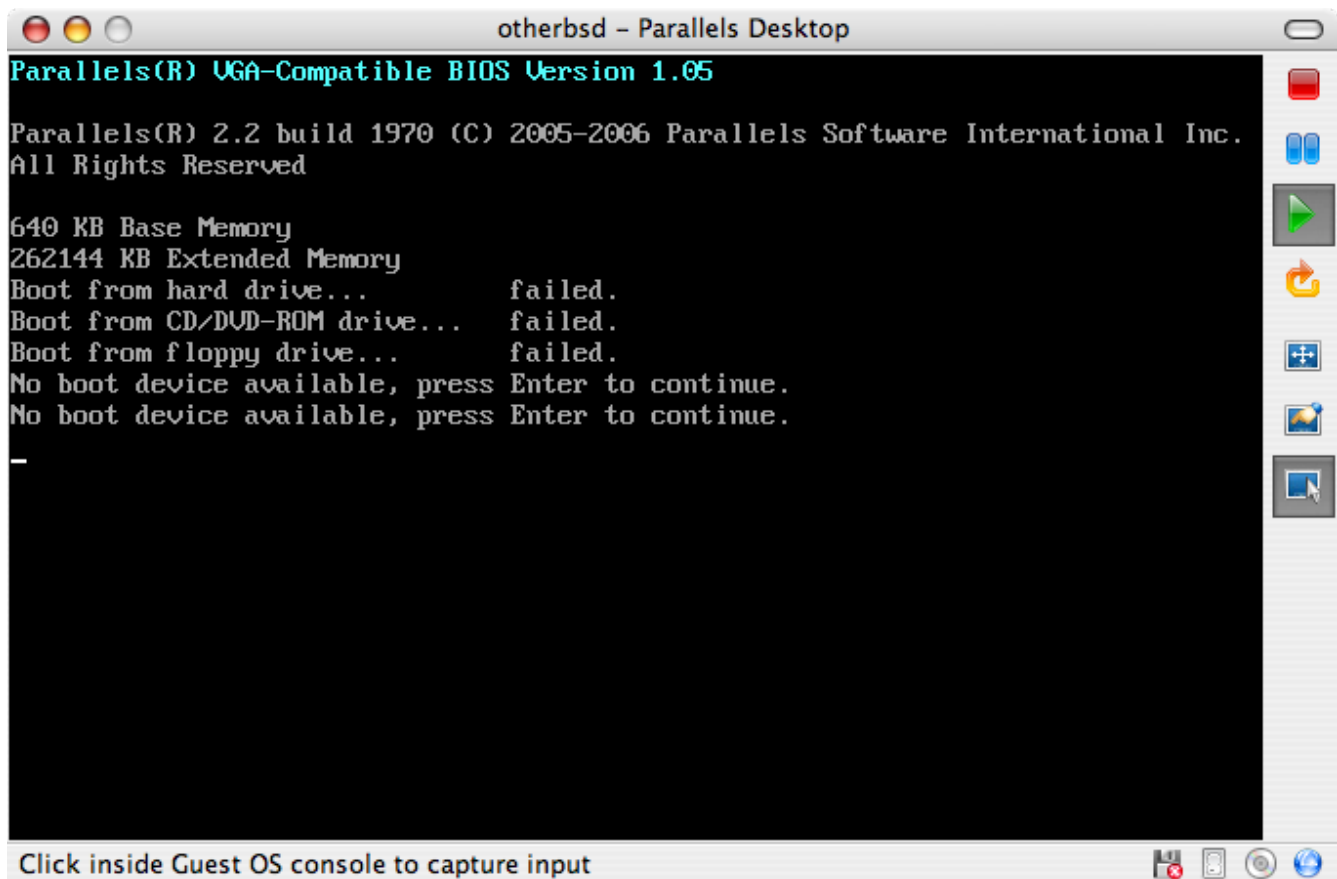 otherbsd – Parallels Desktop
Parallels(R) VGA-Compatible BIOS Version 1.05
Parallels(R) 2.2 build 1970 (C) 2005-2006 Parallels Software International Inc.
All Rights Reserved
640 KB Base Memory
262144 KB Extended Memory
Boot from hard drive... failed.
Boot from CD/DVD-ROM drive... failed.
Boot from floppy drive... failed.
No boot device available, press Enter to continue.
No boot device available, press Enter to continue.
Click inside Guest OS console to capture input